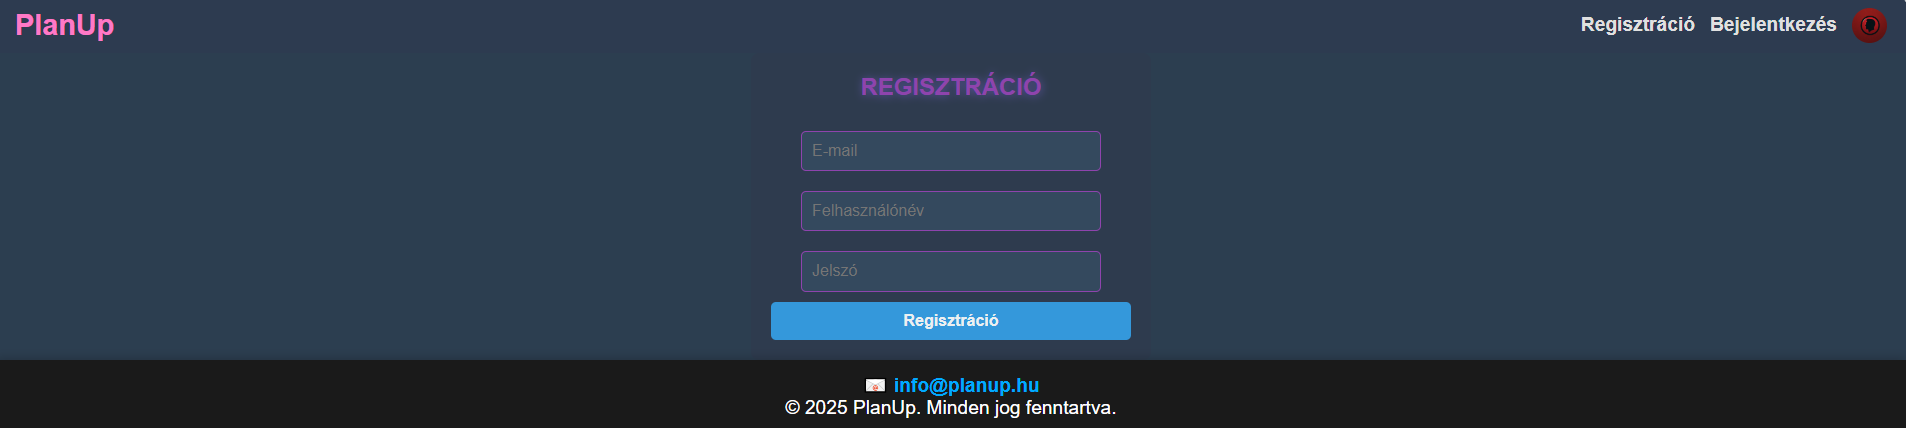 PlanUp
Regisztráció Bejelentkezés
REGISZTRÁCIÓ
E-mail
Felhasználónév
Jelszó
Regisztráció
info@planup.hu
© 2025 PlanUp. Minden jog fenntartva.